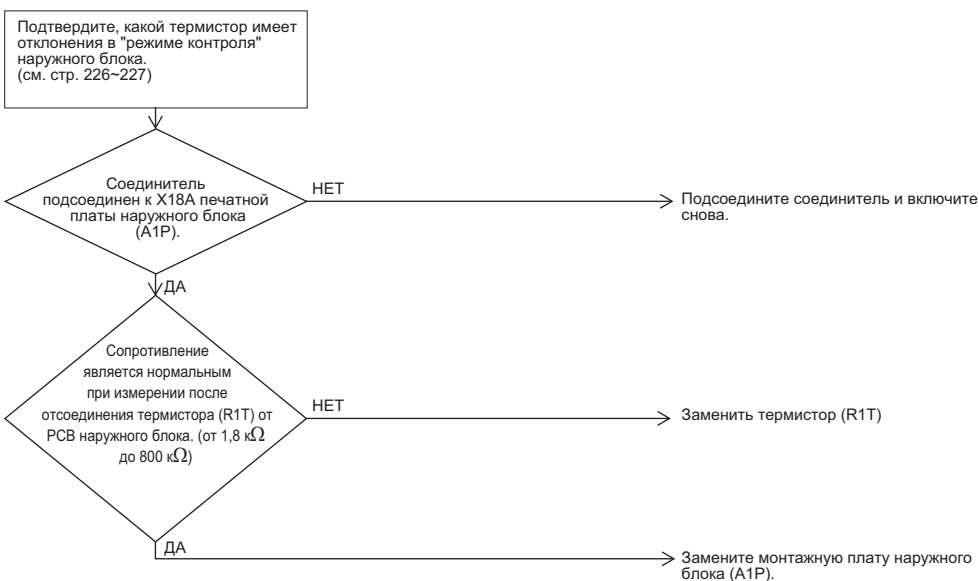 Подтвердите, какой термистор имеет
отклонения в "режиме контроля"
наружного блока.
(см. стр. 226~227)
Соединитель
подсоединен к X18A печатной
платы наружного блока
(A1P).
НЕТ
Подсоедините соединитель и включите
снова.
ДА
Сопротивление
является нормальным
при измерении после
отсоединения термистора (R1T) от
PCB наружного блока. (от 1,8 кΩ
до 800 кΩ)
НЕТ
Заменить термистор (R1T)
ДА
Замените монтажную плату наружного
блока (A1P).